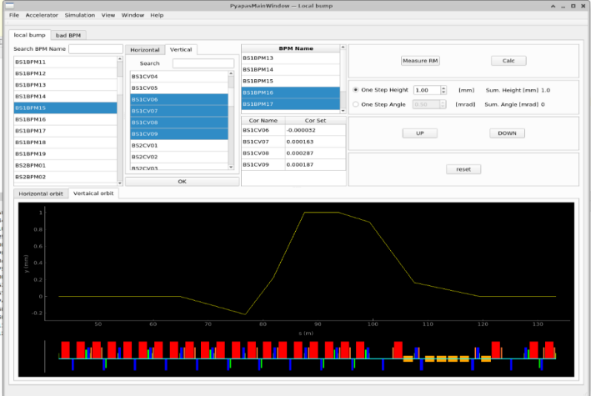 PyapasMainWindow — Local bump
File Accelerator Simulation View Window Help
local bump bad BPM
Search BPM Name
BS1BPM11
BS1BPM12
BS1BPM13
BS1BPM14
BS1BPM15
BS1BPM16
BS1BPM17
BS1BPM18
BS1BPM19
BS2BPM01
BS2BPM02
Horizontal Vertical
Search
BS1CV04
BS1CV05
BS1CV06
BS1CV07
BS1CV08
BS1CV09
BS2CV01
BS2CV02
BS2CV03
OK
BPM Name
BS1BPM13
BS1BPM14
BS1BPM15
BS1BPM16
BS1BPM17
Cor Name Cor Set
BS1CV06 -0.000032
BS1CV07 0.000163
BS1CV08 0.000287
BS1CV09 0.000187
Measure RM Calc
One Step Height 1.00 [mm] Sum. Height [mm] 1.0
One Step Angle 0.50 [mrad] Sum. Angle [mrad] 0
UP DOWN
reset
Horizontal orbit Vertaical orbit
y (mm)
1
0.8
0.6
0.4
0.2
0
-0.2
50 60 70 80 90 100 110 120 130
s (m)